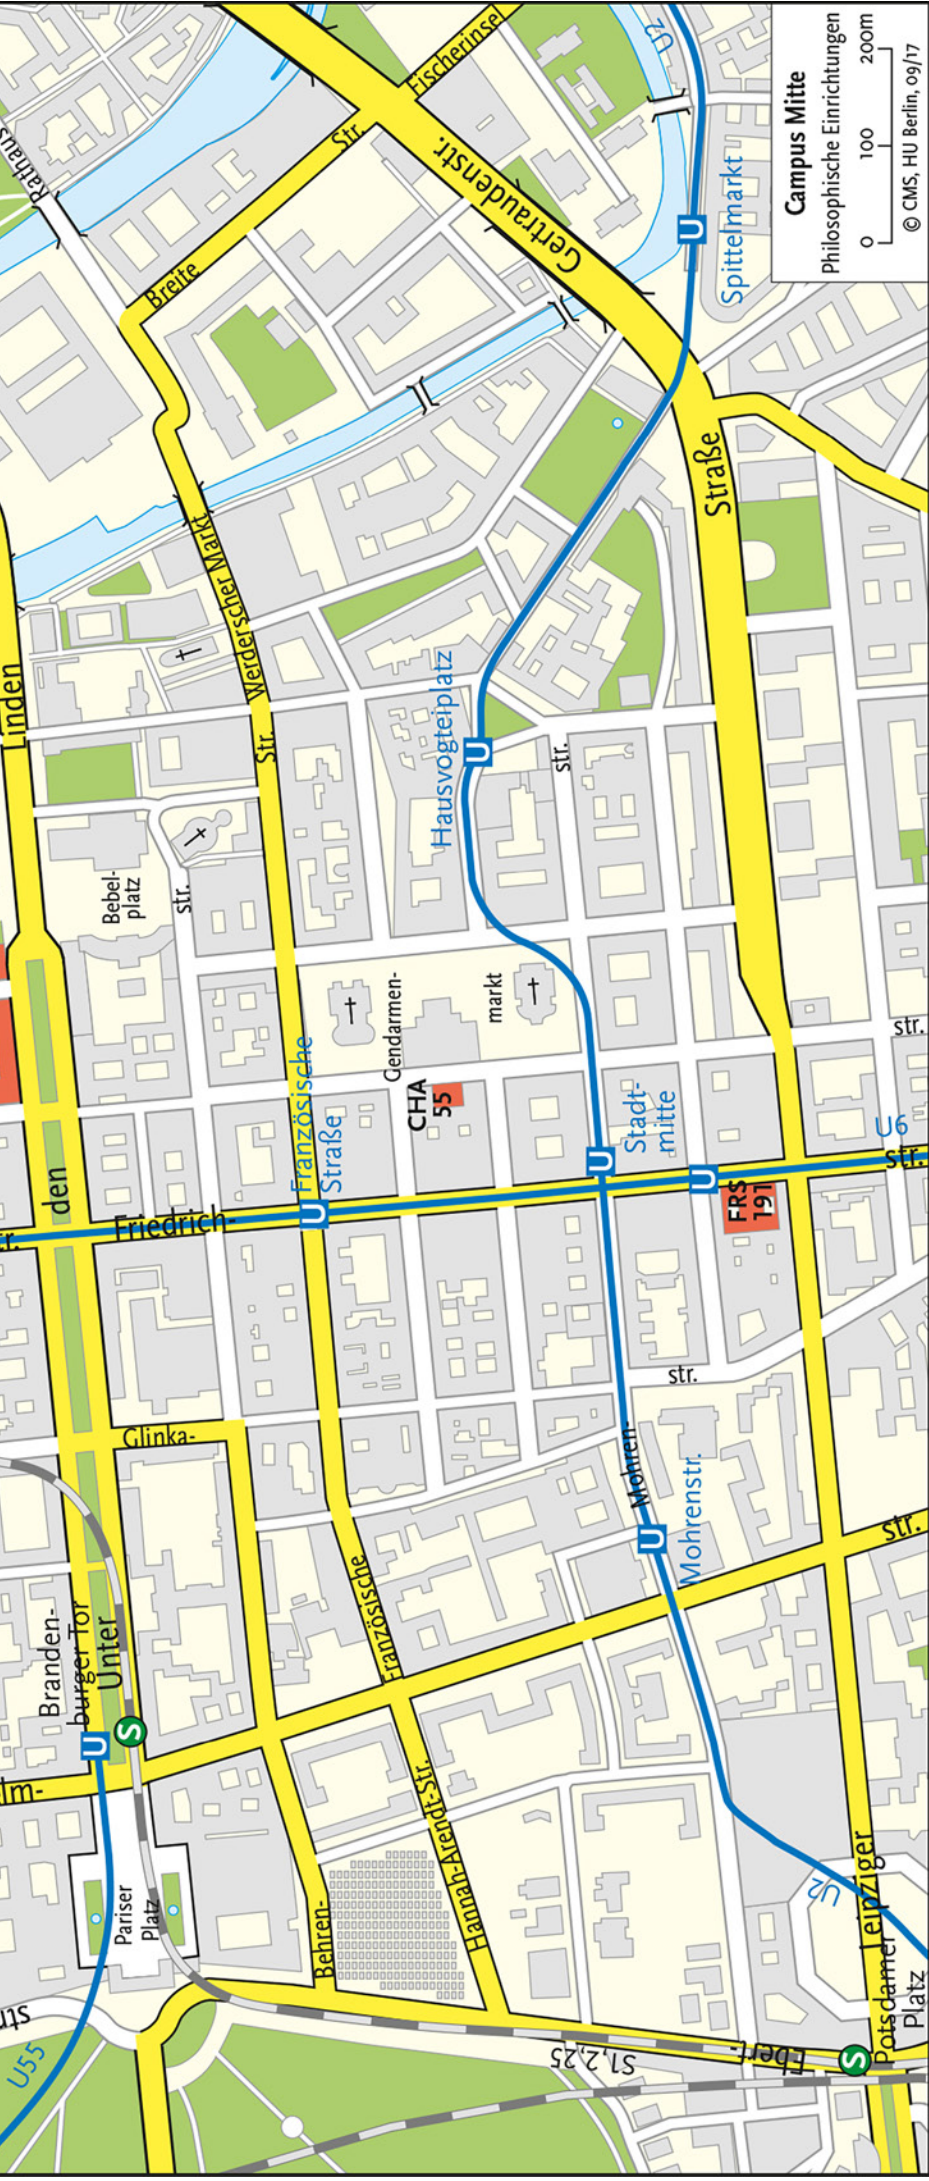 Campus Mitte
Philosophische Einrichtungen
0 100 200m
© CMS, HU Berlin, 09/17
U55
str.
Pariser
Platz
Branden-
burger Tor
U
S
Unter
den
Linden
Glinka-
Friedrich-
Behren-
str.
Bebel-
platz
Hannah-Arendt-Str.
Französische
Str.
Französische
Straße
U
Werderscher Markt
Breite
Str.
Rathaus
Fischerinsel
Gertraudenstr.
Gendarmen-
markt
CHA
55
Hausvogteiplatz
U
str.
Stadt-
mitte
U
U
FRS
191
U6
str.
str.
str.
str.
Mohren-
Mohrenstr.
U
U2
S1,2,25
Ebert-
S
Potsdamer
Platz
Leipziger
Straße
Spittelmarkt
U
U2